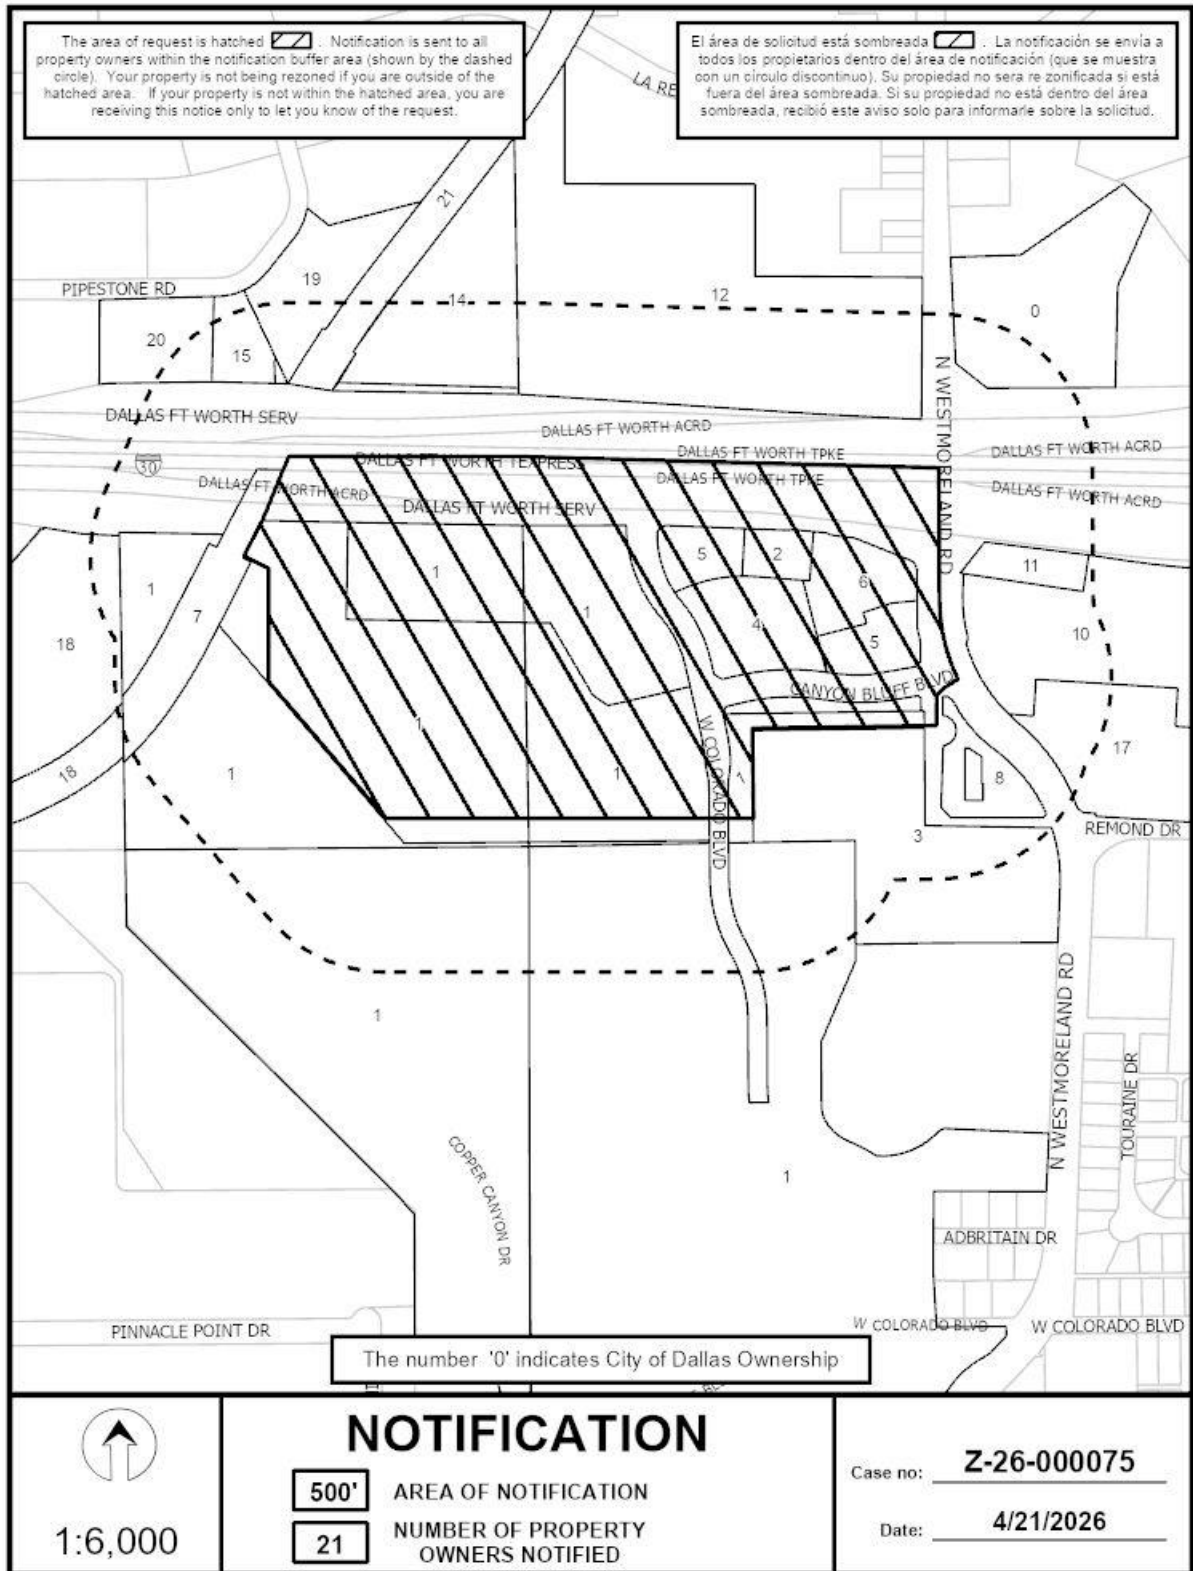 The area of request is hatched . Notification is sent to all
property owners within the notification buffer area (shown by the dashed
circle). Your property is not being rezoned if you are outside of the
hatched area. If your property is not within the hatched area, you are
receiving this notice only to let you know of the request.
El área de solicitud está sombreada . La notificación se envía a
todos los propietarios dentro del área de notificación (que se muestra
con un círculo discontinuo). Su propiedad no sera re zonificada si está
fuera del área sombreada. Si su propiedad no está dentro del área
sombreada, recibió este aviso solo para informarle sobre la solicitud.
LA RE
21
19
PIPESTONE RD
14
12
0
20
15
N WESTMORELAND RD
DALLAS FT WORTH SERV
DALLAS FT WORTH ACRD
DALLAS FT WORTH TPKE
DALLAS FT WORTH ACRD
30
DALLAS FT WORTH TEXPRESS
DALLAS FT WORTH TPKE
DALLAS FT WORTH ACRD
DALLAS FT WORTH ACRD
DALLAS FT WORTH SERV
5
2
11
1
1
6
7
1
4
10
18
5
CANYON BLUFF BLVD
1
W COLORADO BLVD
17
18
1
1
7
8
REMOND DR
3
1
N WESTMORELAND RD
TOURAINE DR
COPPER CANYON DR
1
ADBRITAIN DR
PINNACLE POINT DR
W COLORADO BLVD
W COLORADO BLVD
The number '0' indicates City of Dallas Ownership
1:6,000
NOTIFICATION
500' AREA OF NOTIFICATION
21 NUMBER OF PROPERTY
OWNERS NOTIFIED
Case no: Z-26-000075
Date: 4/21/2026